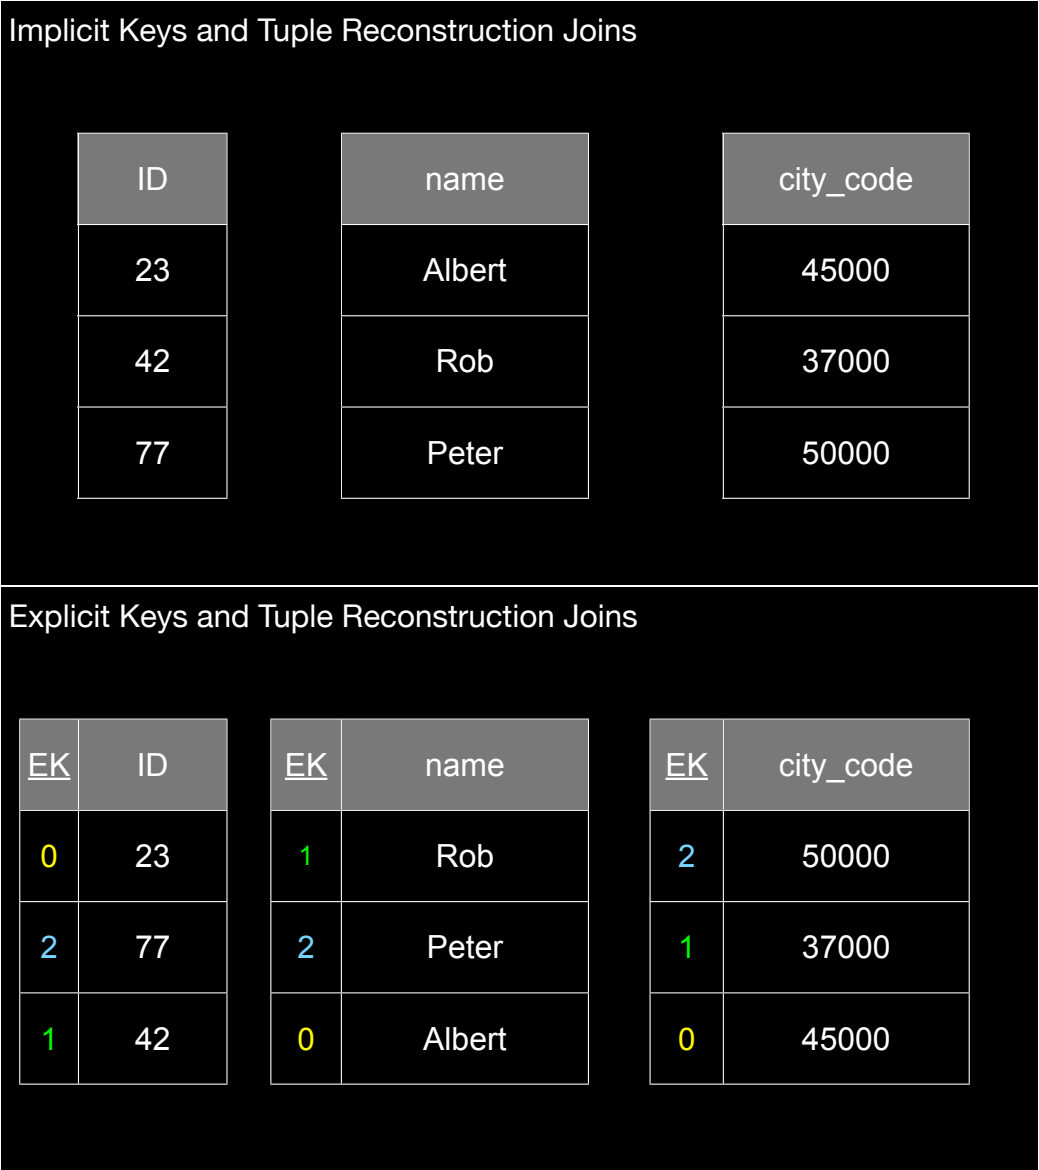 Implicit Keys and Tuple Reconstruction Joins
ID name city_code
23 Albert 45000
42 Rob 37000
77 Peter 50000
Explicit Keys and Tuple Reconstruction Joins
EK ID EK name EK city_code
0 23 1 Rob 2 50000
2 77 2 Peter 1 37000
1 42 0 Albert 0 45000